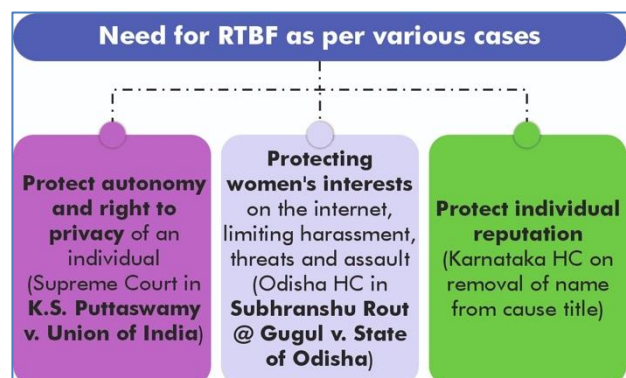 Need for RTBF as per various cases
Protect autonomy
and right to
privacy of an
individual
(Supreme Court in
K.S. Puttaswamy
v. Union of India)
Protecting
women's interests
on the internet,
limiting harassment,
threats and assault
(Odisha HC in
Subhranshu Rout
@ Gugul v. State
of Odisha)
Protect individual
reputation
(Karnataka HC on
removal of name
from cause title)